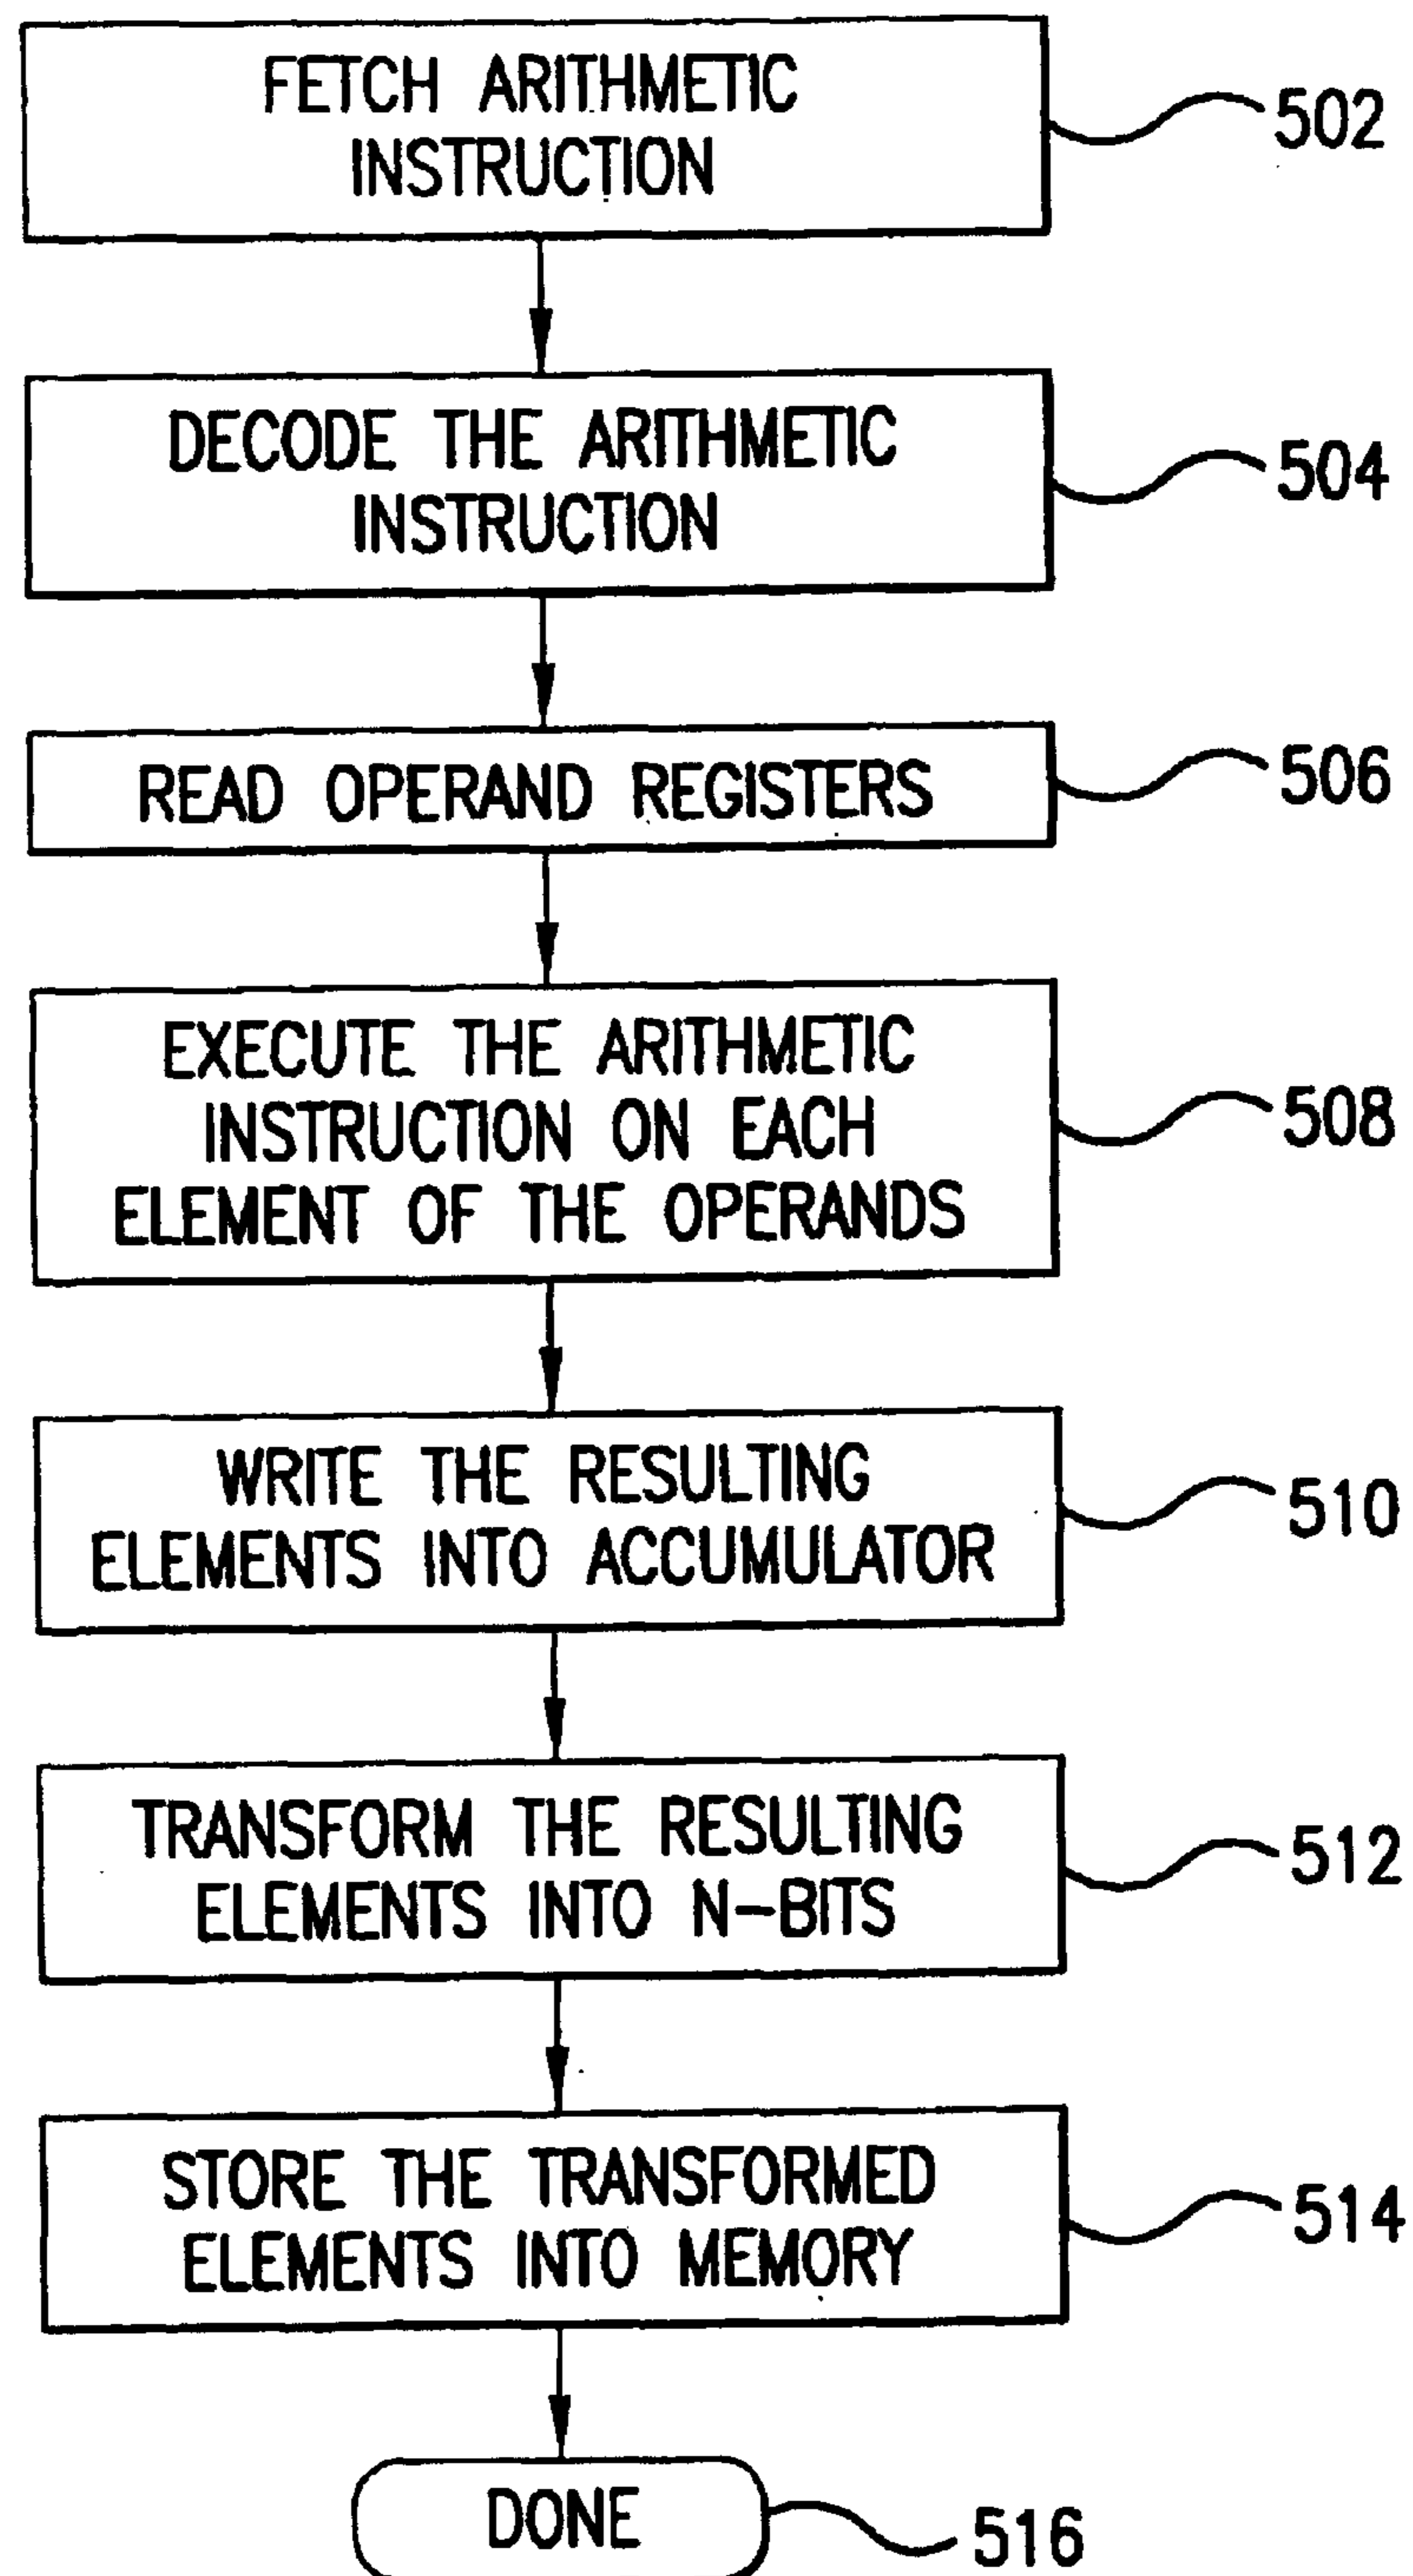 FETCH ARITHMETIC
INSTRUCTION
502
DECODE THE ARITHMETIC
INSTRUCTION
504
READ OPERAND REGISTERS
506
EXECUTE THE ARITHMETIC
INSTRUCTION ON EACH
ELEMENT OF THE OPERANDS
508
WRITE THE RESULTING
ELEMENTS INTO ACCUMULATOR
510
TRANSFORM THE RESULTING
ELEMENTS INTO N-BITS
512
STORE THE TRANSFORMED
ELEMENTS INTO MEMORY
514
DONE
516